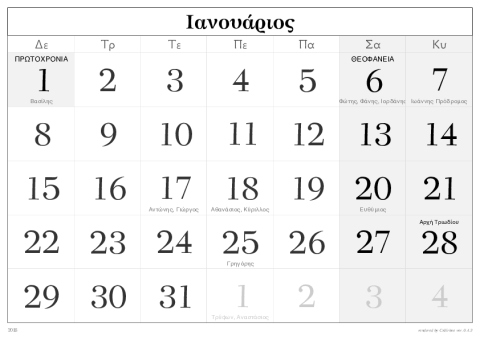 Ιανουάριος
Δε Τρ Τε Πε Πα Σα Κυ
ΠΡΩΤΟΧΡΟΝΙΑ ΘΕΟΦΑΝΕΙΑ
1 2 3 4 5 6 7
Βασίλης Φώτης, Φάνης, Ιορδάνης Ιωάννης Πρόδρομος
8 9 10 11 12 13 14
15 16 17 18 19 20 21
Αντώνης, Γιώργος Αθανάσιος, Κύριλλος Ευθύμιος
Αρχή Τριωδίου
22 23 24 25 26 27 28
Γρηγόρης
29 30 31 1 2 3 4
Τρύφων, Αναστάσιος